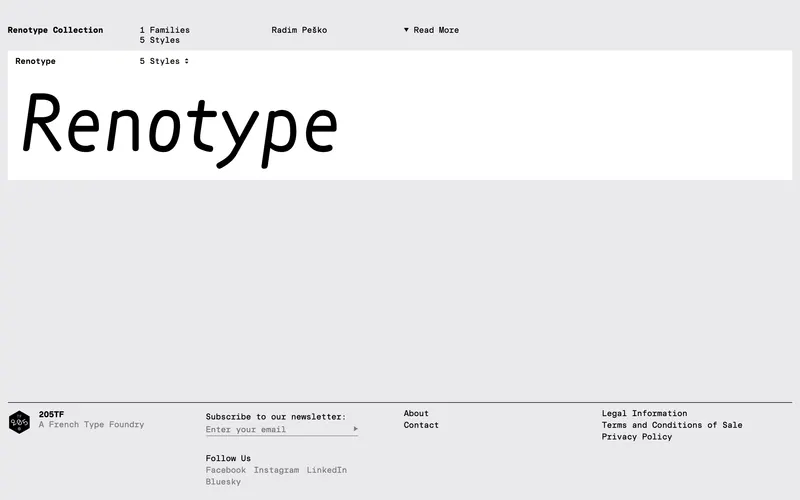 Renotype Collection
1 Families
5 Styles
Radim Peško
▼ Read More
Renotype
5 Styles
Renotype
205
205TF
A French Type Foundry
Subscribe to our newsletter:
Enter your email
Follow Us
Facebook Instagram LinkedIn
Bluesky
About
Contact
Legal Information
Terms and Conditions of Sale
Privacy Policy